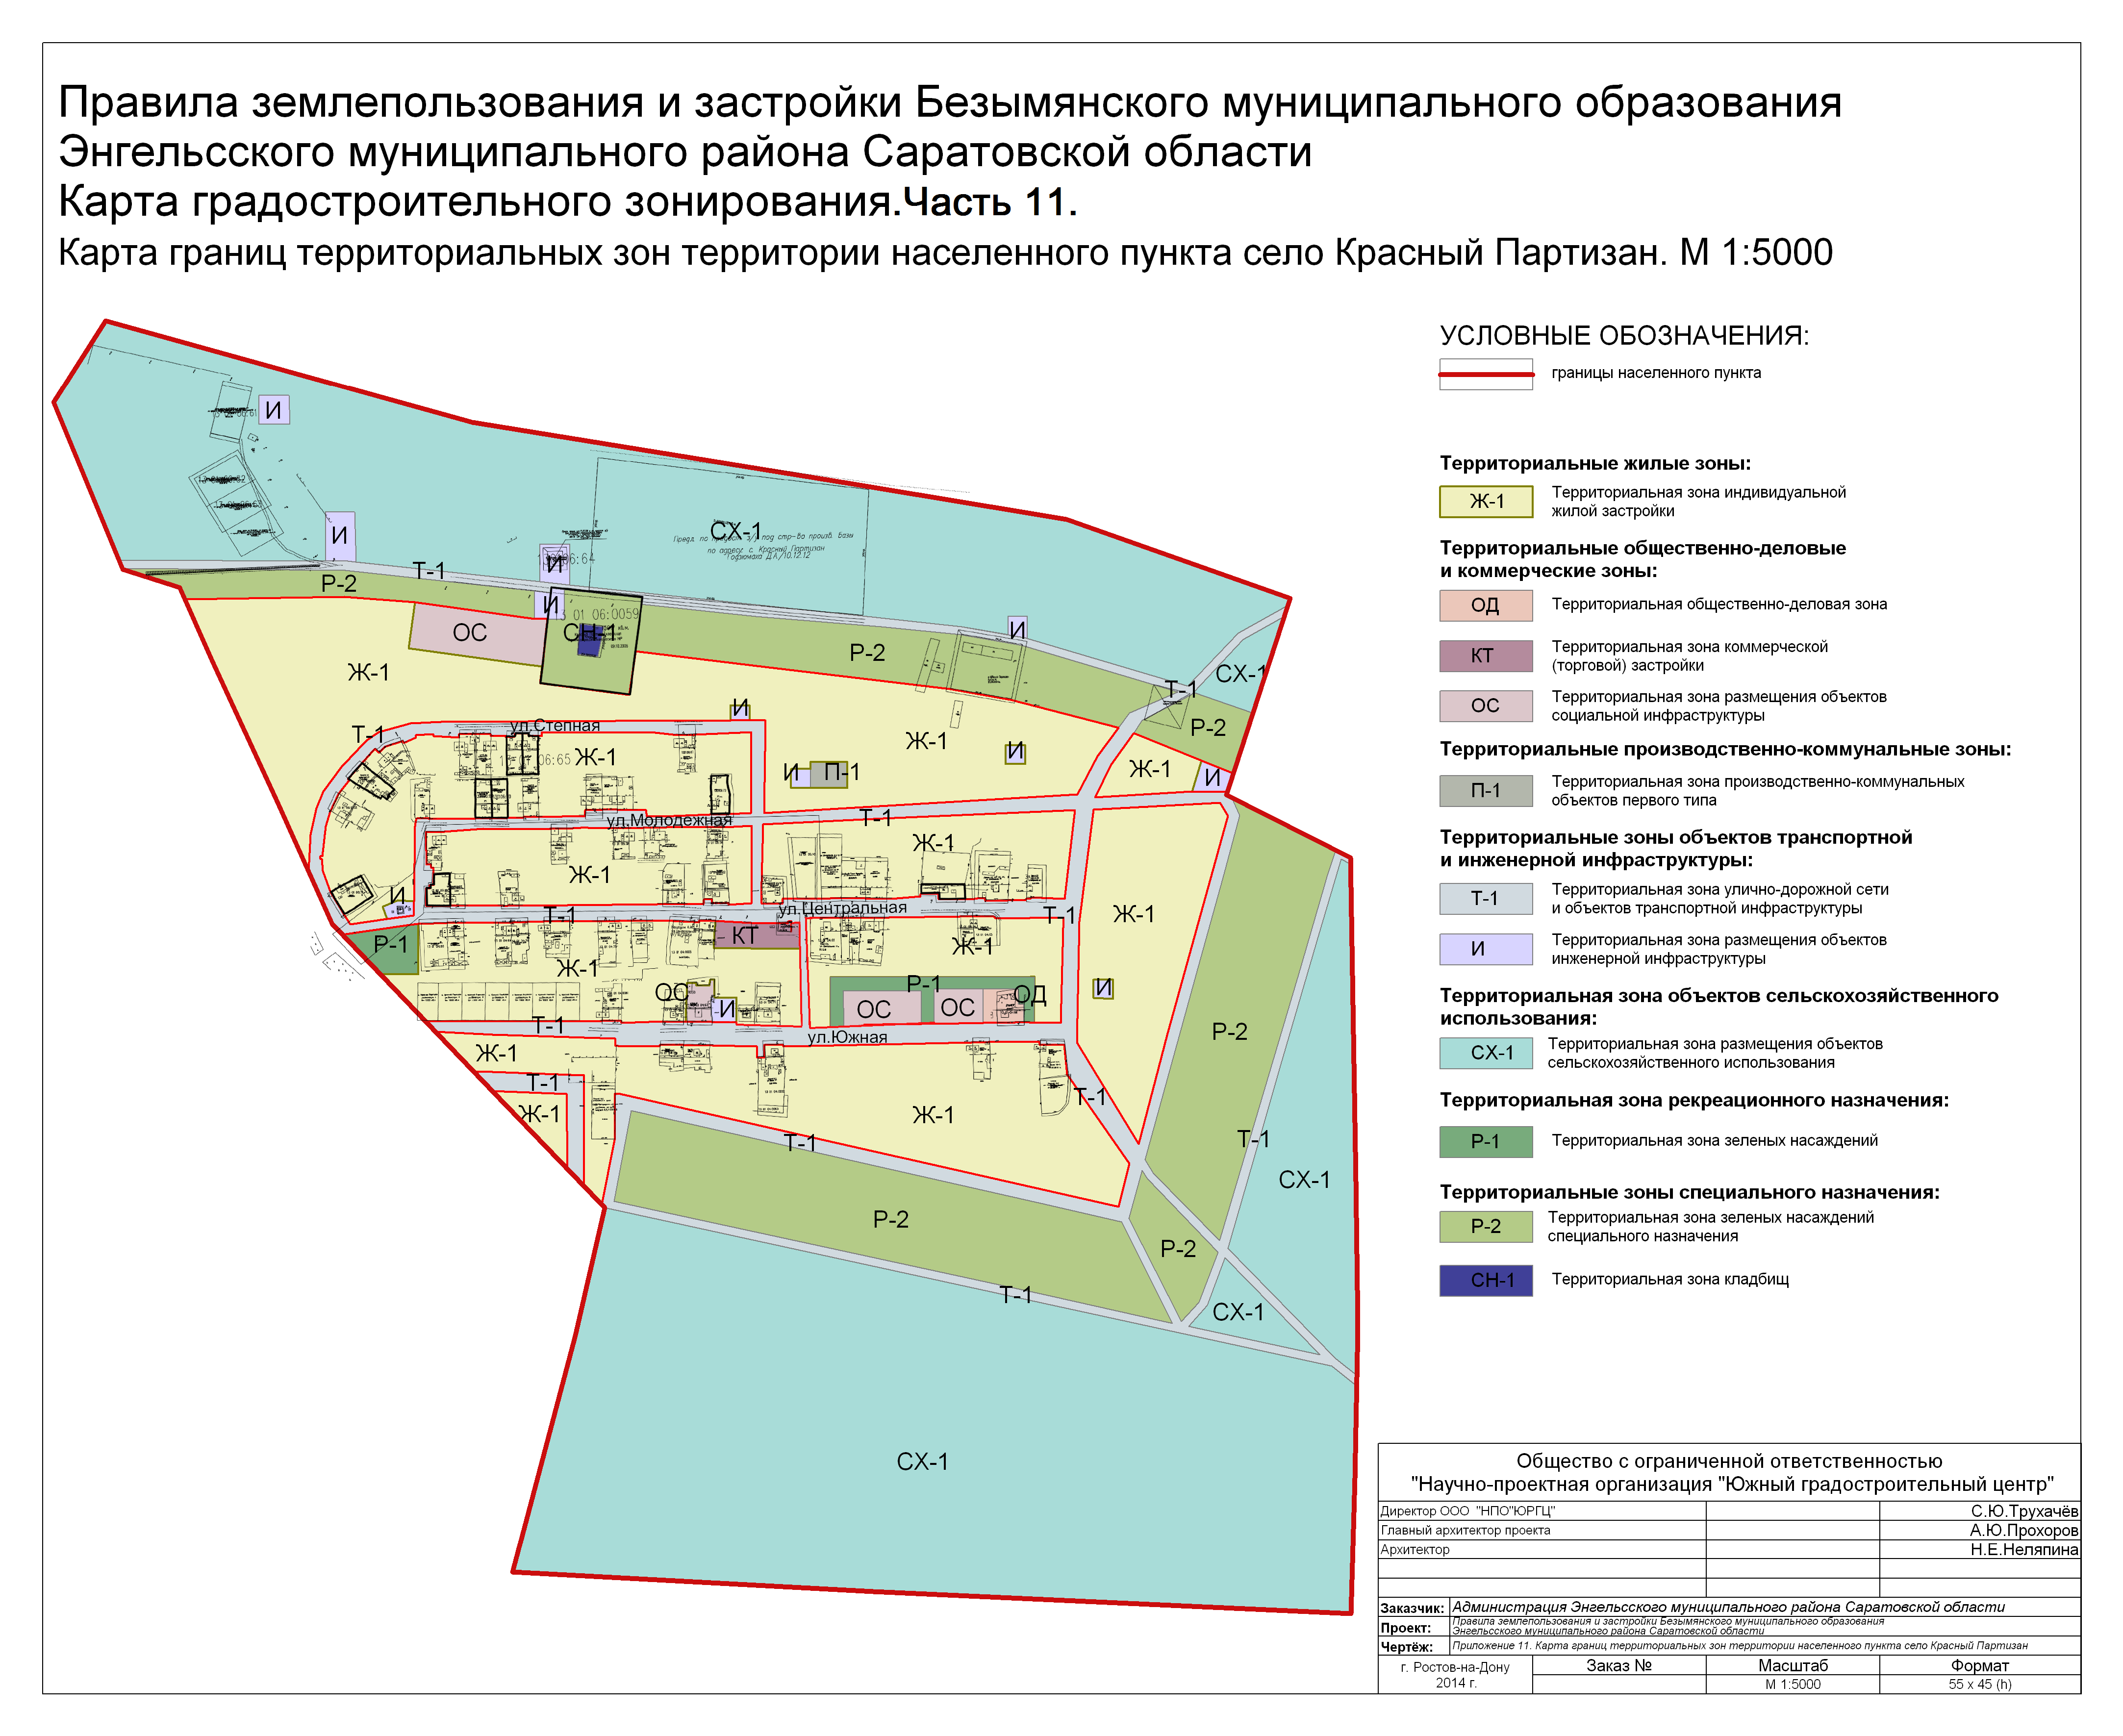 Правила землепользования и застройки Безымянского муниципального образования
Энгельсского муниципального района Саратовской области
Карта градостроительного зонирования.Часть 11.
Карта границ территориальных зон территории населенного пункта село Красный Партизан. М 1:5000
УСЛОВНЫЕ ОБОЗНАЧЕНИЯ:
границы населенного пункта
Территориальные жилые зоны:
Ж-1
Территориальная зона индивидуальной
жилой застройки
Территориальные общественно-деловые
и коммерческие зоны:
ОД
Территориальная общественно-деловая зона
КТ
Территориальная зона коммерческой
(торговой) застройки
ОС
Территориальная зона размещения объектов
социальной инфраструктуры
Территориальные производственно-коммунальные зоны:
П-1
Территориальная зона производственно-коммунальных
объектов первого типа
Территориальные зоны объектов транспортной
и инженерной инфраструктуры:
Т-1
Территориальная зона улично-дорожной сети
и объектов транспортной инфраструктуры
И
Территориальная зона размещения объектов
инженерной инфраструктуры
Территориальная зона объектов сельскохозяйственного
использования:
СХ-1
Территориальная зона размещения объектов
сельскохозяйственного использования
Территориальная зона рекреационного назначения:
Р-1
Территориальная зона зеленых насаждений
Территориальные зоны специального назначения:
Р-2
Территориальная зона зеленых насаждений
специального назначения
СН-1
Территориальная зона кладбищ
И
СХ-1
И
по адрес с. Красный Партизан
И
Т-1
Р-2
И
06:0059
СН-1
ОС
И
Р-2
Ж-1
СХ-1
Т-1
И
Р-2
ул.Степная
Т-1
Ж-1
И
Ж-1
06:65
И
П-1
Ж-1
И
ул.Молодежная
Т-1
Ж-1
Ж-1
И
ул.Центральная
Т-1
Т-1
Ж-1
КТ
Р-1
Ж-1
Ж-1
Р-1
И
ОС
ОД
И
ОС
ОС
Т-1
Р-2
ул.Южная
Ж-1
Т-1
Т-1
Ж-1
Ж-1
Т-1
Т-1
СХ-1
Р-2
Р-2
Т-1
СХ-1
СХ-1
Общество с ограниченной ответственностью
"Научно-проектная организация "Южный градостроительный центр"
Директор ООО "НПО"ЮРГЦ" С.Ю.Трухачёв
Главный архитектор проекта А.Ю.Прохоров
Архитектор Н.Е.Неляпина
Заказчик: Администрация Энгельсского муниципального района Саратовской области
Проект: Правила землепользования и застройки Безымянского муниципального образования
Энгельсского муниципального района Саратовской области
Чертёж: Приложение 11. Карта границ территориальных зон территории населенного пункта село Красный Партизан
г. Ростов-на-Дону
2014 г.
Заказ № Масштаб Формат
М 1:5000 55 x 45 (h)